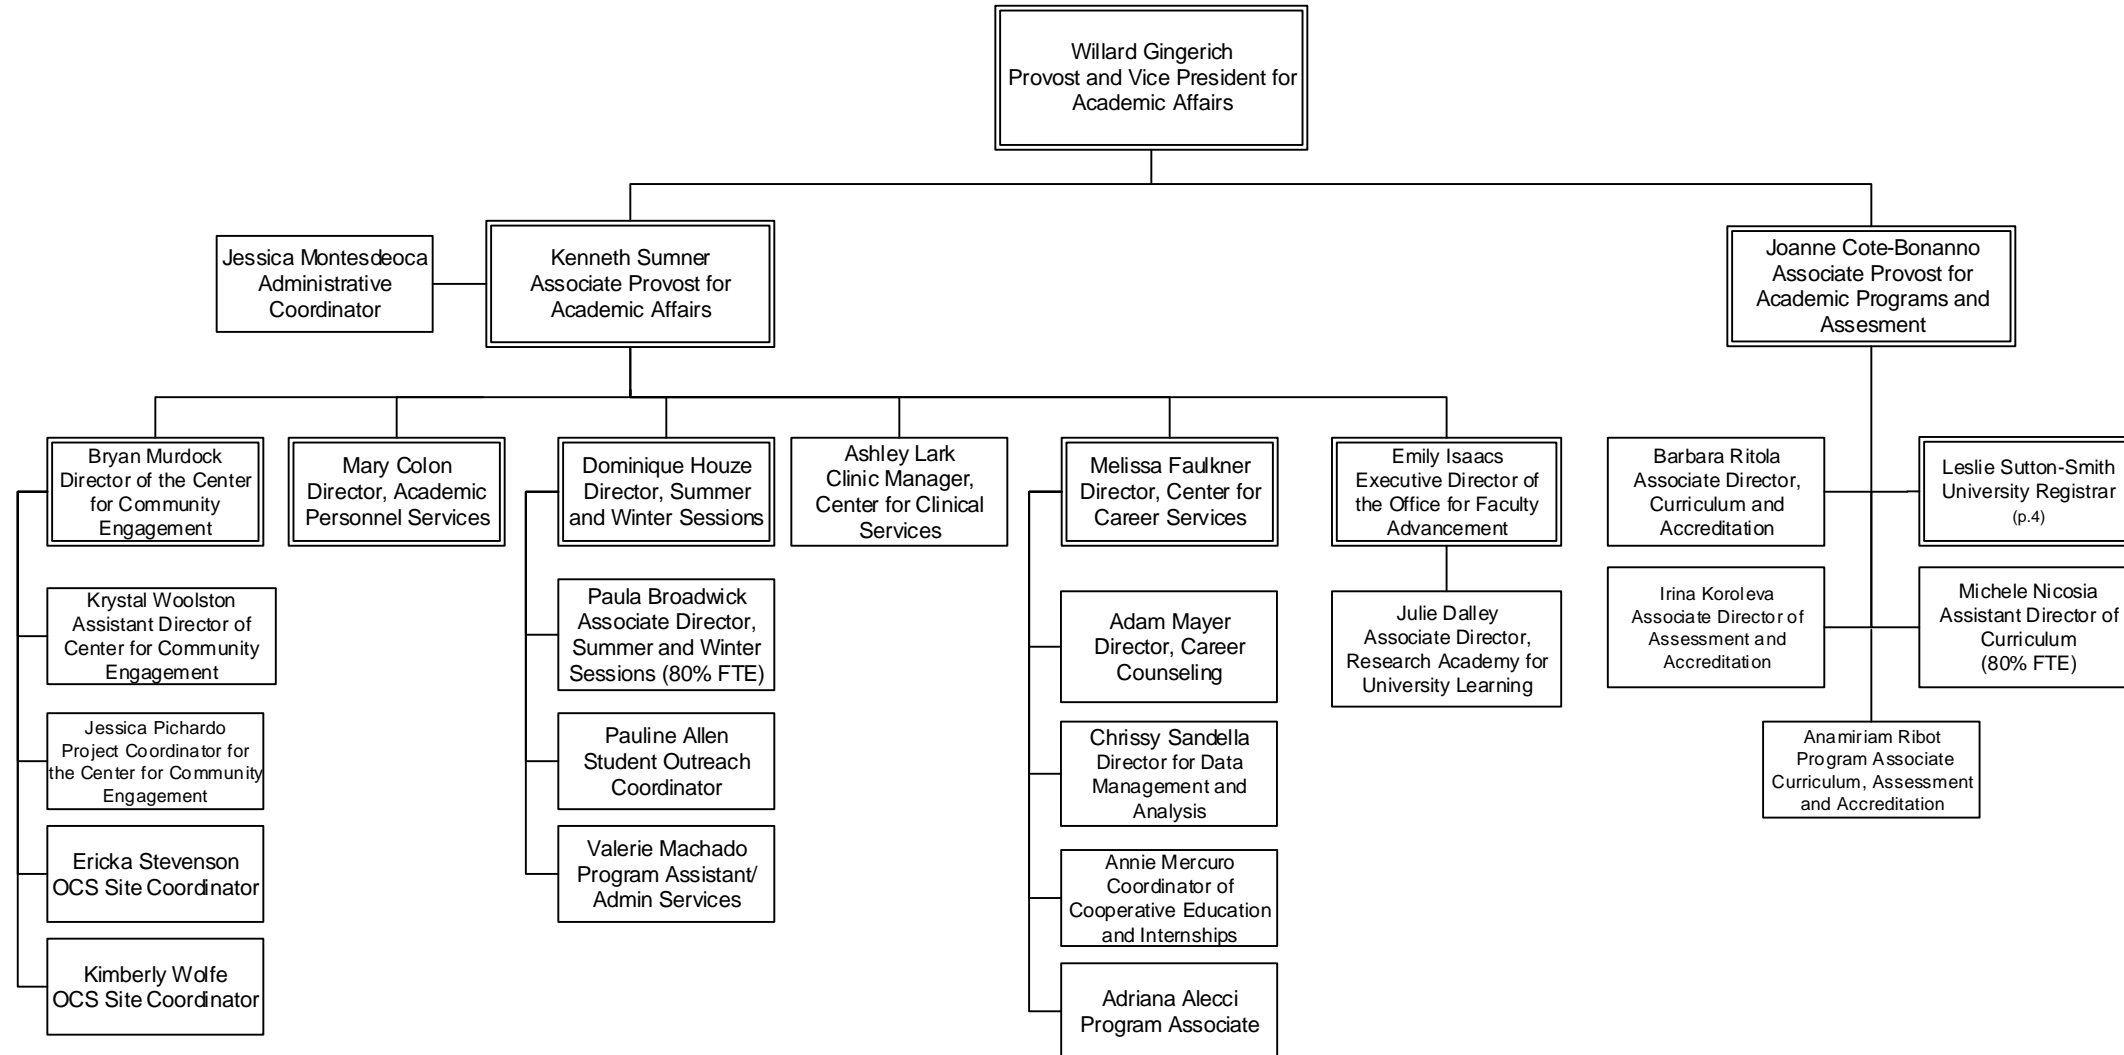 Willard Gingerich
Provost and Vice President for
Academic Affairs
Jessica Montesdeoca
Administrative
Coordinator
Kenneth Sumner
Associate Provost for
Academic Affairs
Joanne Cote-Bonanno
Associate Provost for
Academic Programs and
Assesment
Bryan Murdock
Director of the Center
for Community
Engagement
Mary Colon
Director, Academic
Personnel Services
Dominique Houze
Director, Summer
and Winter Sessions
Ashley Lark
Clinic Manager,
Center for Clinical
Services
Melissa Faulkner
Director, Center for
Career Services
Emily Isaacs
Executive Director of
the Office for Faculty
Advancement
Barbara Ritola
Associate Director,
Curriculum and
Accreditation
Leslie Sutton-Smith
University Registrar
(p.4)
Krystal Woolston
Assistant Director of
Center for Community
Engagement
Paula Broadwick
Associate Director,
Summer and Winter
Sessions (80% FTE)
Adam Mayer
Director, Career
Counseling
Julie Dalley
Associate Director,
Research Academy for
University Learning
Irina Koroleva
Associate Director of
Assessment and
Accreditation
Michele Nicosia
Assistant Director of
Curriculum
(80% FTE)
Jessica Pichardo
Project Coordinator for
the Center for Community
Engagement
Pauline Allen
Student Outreach
Coordinator
Chrissy Sandella
Director for Data
Management and
Analysis
Anamiriam Ribot
Program Associate
Curriculum, Assessment
and Accreditation
Ericka Stevenson
OCS Site Coordinator
Valerie Machado
Program Assistant/
Admin Services
Annie Mercuro
Coordinator of
Cooperative Education
and Internships
Kimberly Wolfe
OCS Site Coordinator
Adriana Alecci
Program Associate